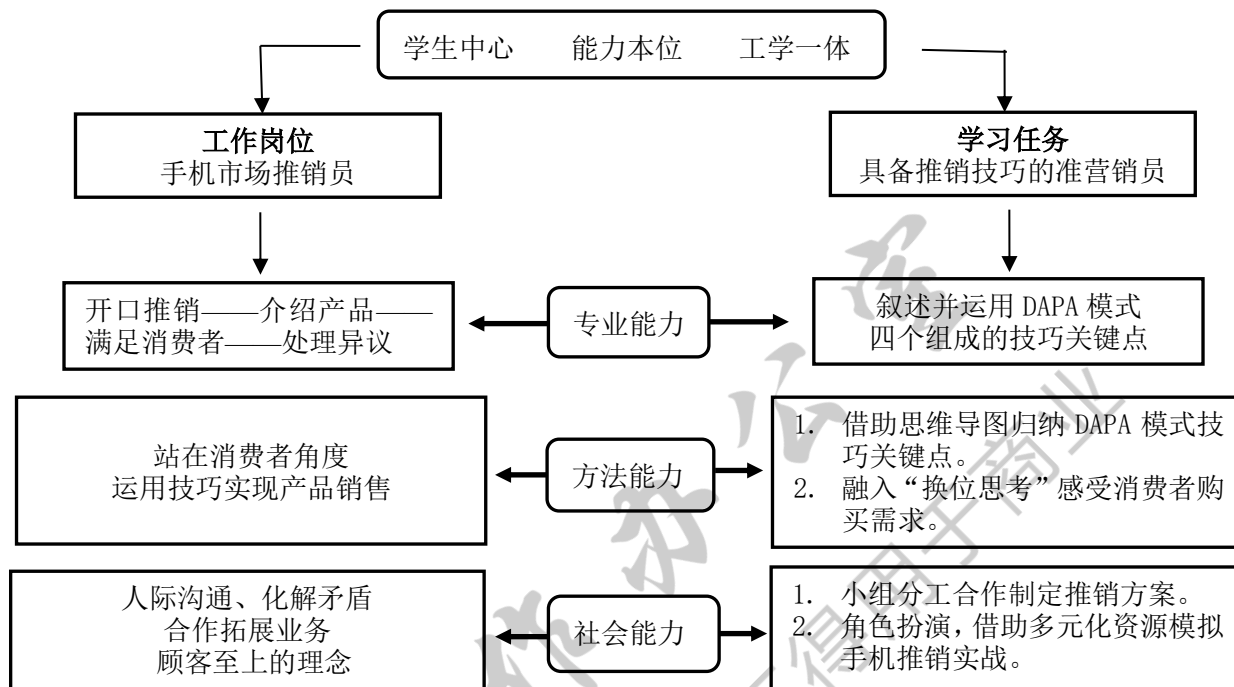 学生中心 能力本位 工学一体
工作岗位
手机市场推销员
学习任务
具备推销技巧的准营销员
开口推销——介绍产品——
满足消费者——处理异议
专业能力
叙述并运用 DAPA 模式
四个组成的技巧关键点
站在消费者角度
运用技巧实现产品销售
方法能力
1. 借助思维导图归纳 DAPA 模式技
巧关键点。
2. 融入“换位思考”感受消费者购
买需求。
人际沟通、化解矛盾
合作拓展业务
顾客至上的理念
社会能力
1. 小组分工合作制定推销方案。
2. 角色扮演,借助多元化资源模拟
手机推销实战。
得用于商业